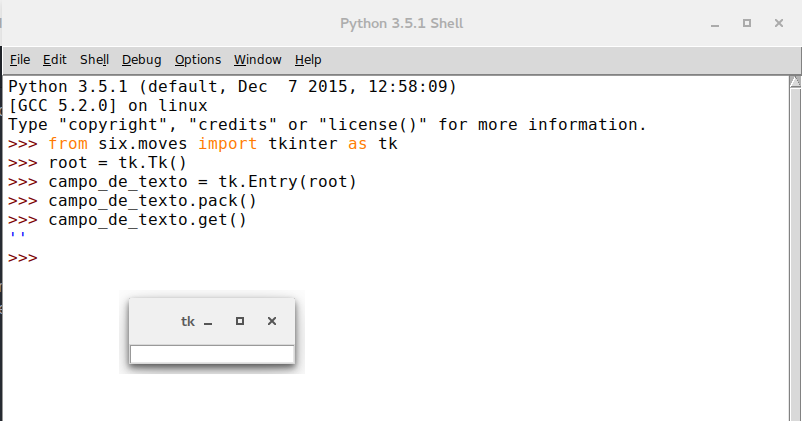 Python 3.5.1 Shell
File Edit Shell Debug Options Window Help
Python 3.5.1 (default, Dec  7 2015, 12:58:09)
[GCC 5.2.0] on linux
Type "copyright", "credits" or "license()" for more information.
>>> from six.moves import tkinter as tk
>>> root = tk.Tk()
>>> campo_de_texto = tk.Entry(root)
>>> campo_de_texto.pack()
>>> campo_de_texto.get()
''
>>>
tk